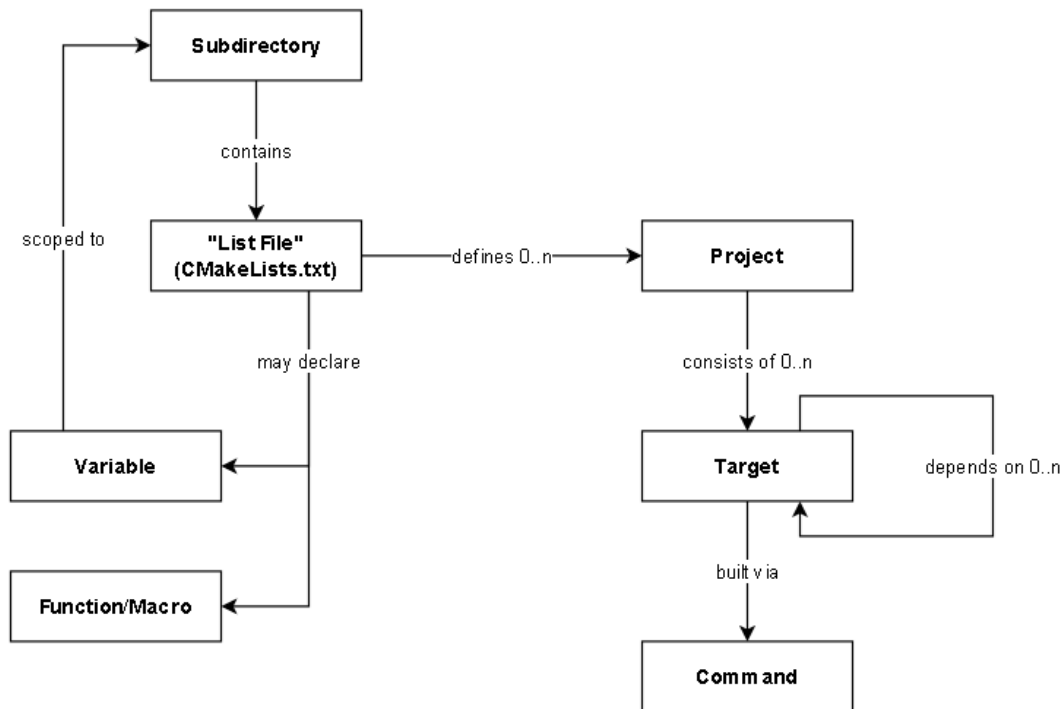 Subdirectory
contains
scoped to
"List File"
(CMakeLists.txt)
defines 0..n
Project
may declare
consists of 0..n
Variable
Target
depends on 0..n
built via
Function/Macro
Command